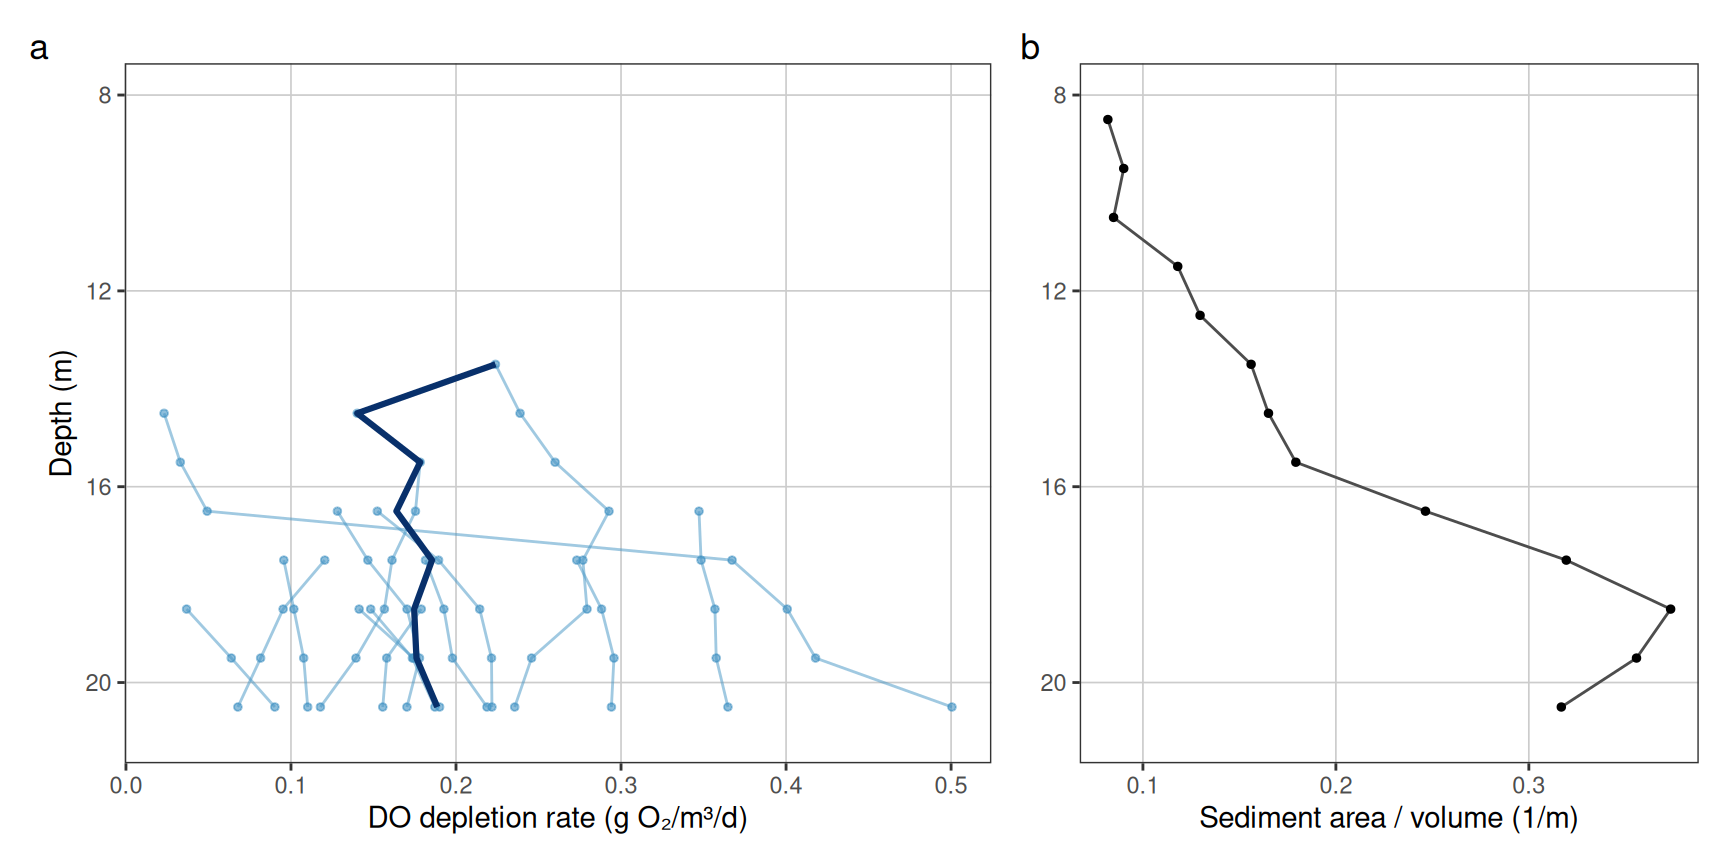 a
8
12
16
20
Depth (m)
0.0 0.1 0.2 0.3 0.4 0.5
DO depletion rate (g O₂/m³/d)
b
8
12
16
20
0.1 0.2 0.3
Sediment area / volume (1/m)